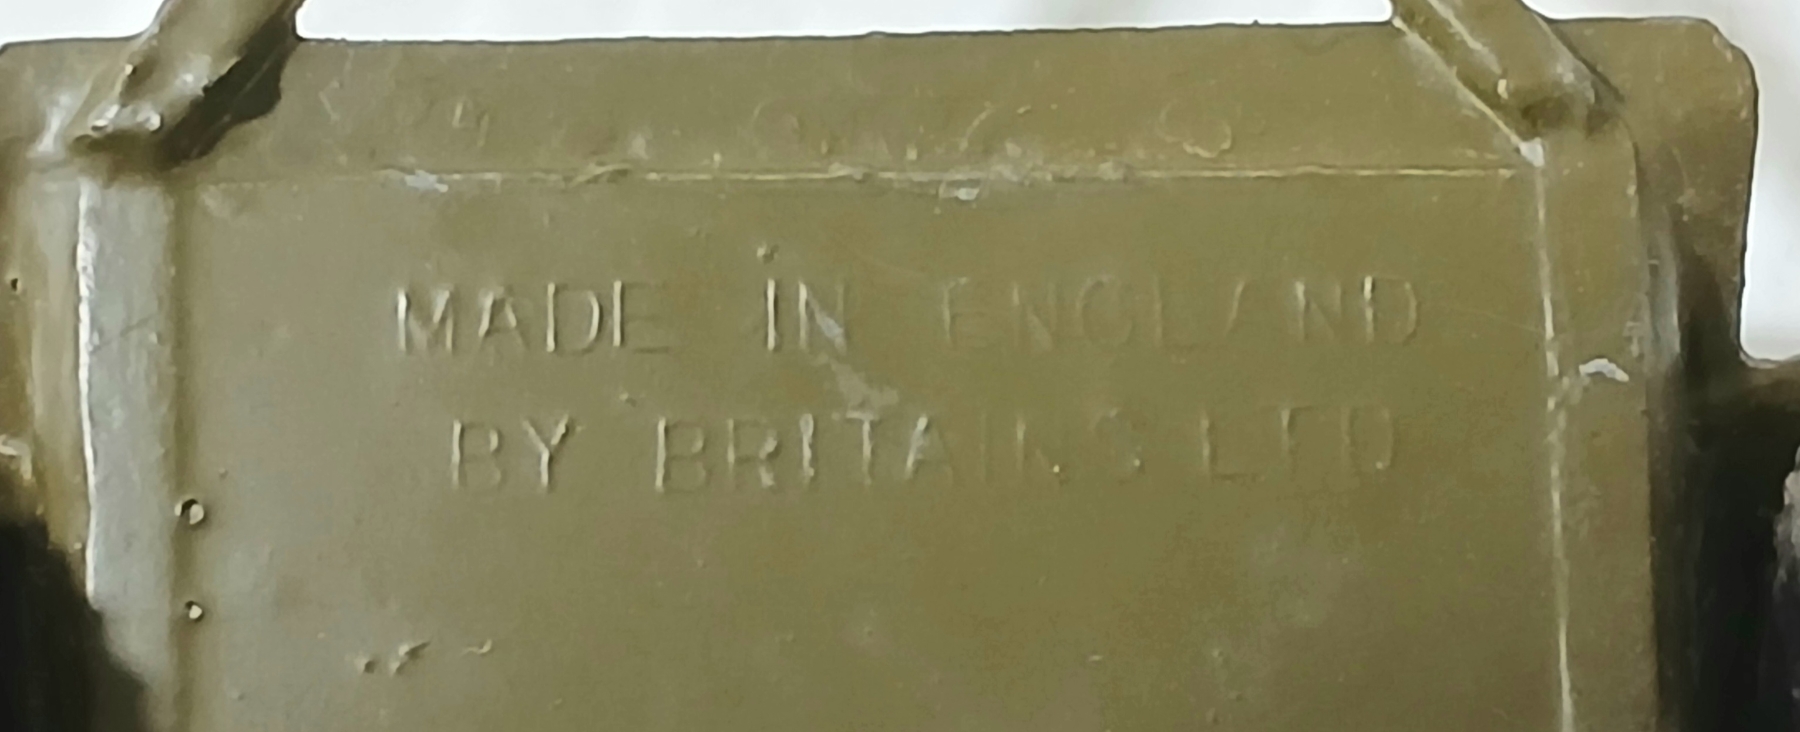 MADE IN ENGLAND
BY BRITAINS LTD